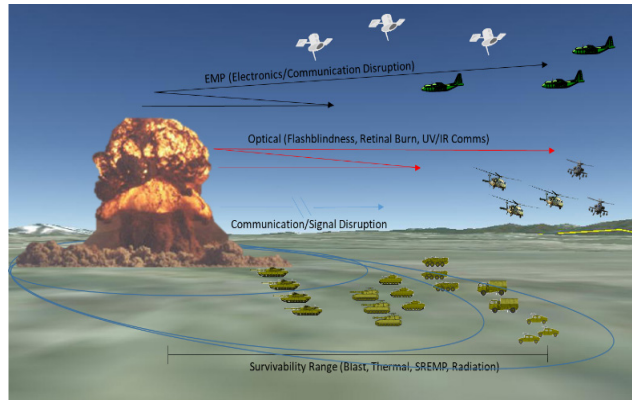 EMP (Electronics/Communication Disruption)
Optical (Flashblindness, Retinal Burn, UV/IR Comms)
Communication/Signal Disruption
Survivability Range (Blast, Thermal, SREMP, Radiation)